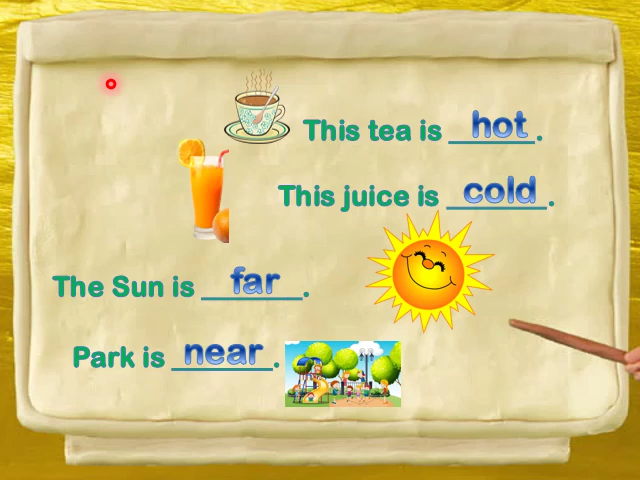 This tea is hot.
This juice is cold.
The Sun is far.
Park is near.